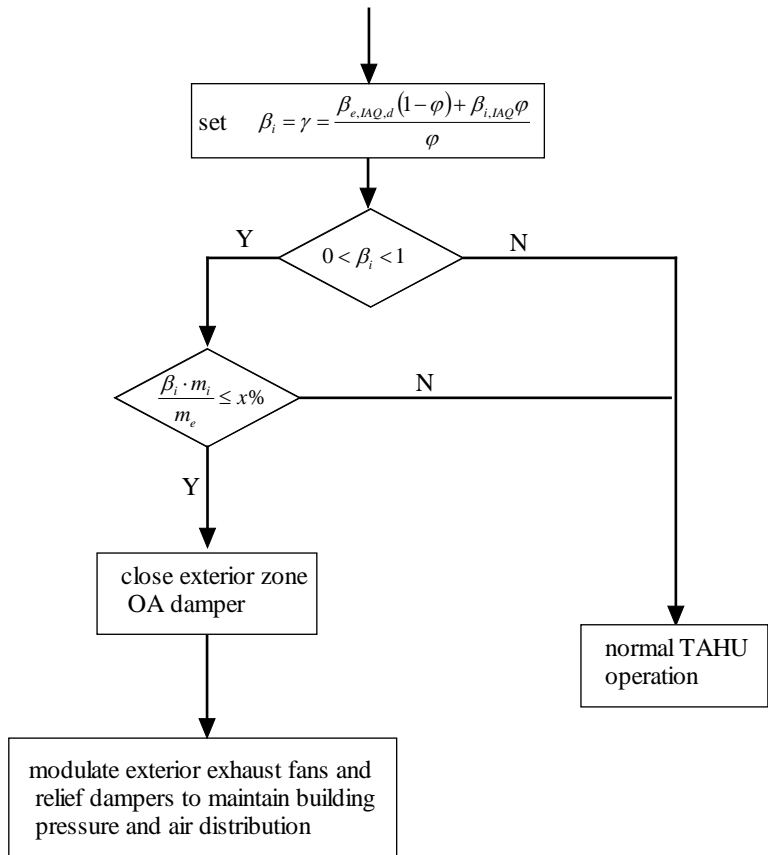 set β_i = γ = (β_{e,IAQ,d}(1−φ) + β_{i,IAQ}φ) / φ
Y
N
0 < β_i < 1
(β_i · m_i) / m_e ≤ x%
N
Y
close exterior zone
OA damper
normal TAHU
operation
modulate exterior exhaust fans and
relief dampers to maintain building
pressure and air distribution